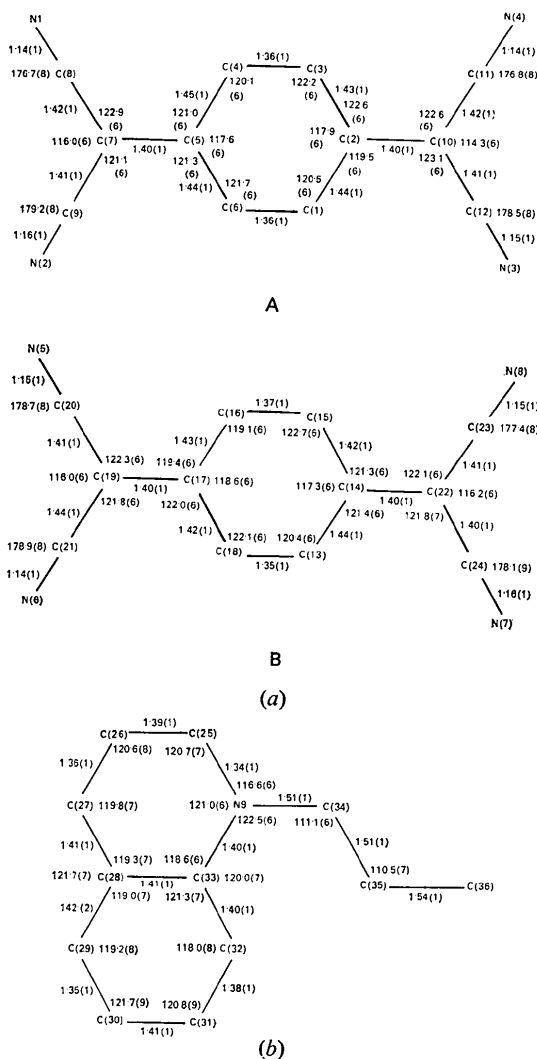 N1 N(4)
1·14(1) 1·14(1)
C(4) 1·36(1) C(3)
176·7(8) C(8) C(11) 176·8(8)
120·1 (6) 122·2 (6)
1·45(1) 1·43(1)
1·42(1) 122·9 (6) 121·0 (6) 122·6 (6) 122·6 (6) 1·42(1)
116·0(6) C(7) 1·40(1) C(5) 117·6 (6) 117·9 (6) C(2) 1·40(1) C(10) 114·3(6)
121·1 (6) 121·3 (6) 119·5 (6) 123·1 (6)
1·41(1) 1·44(1) 121·7 (6) 120·5 (6) 1·44(1) 1·41(1)
179·2(8) C(9) C(6) 1·36(1) C(1) C(12) 178·5(8)
1·16(1) 1·15(1)
N(2) N(3)
A
N(5) N(8)
1·16(1) 1·15(1)
178·7(8) C(20) C(16) 1·37(1) C(15) C(23) 177·4(8)
119·1(6) 122·7(6)
1·41(1) 1·43(1) 1·42(1) 1·41(1)
122·3(6) 119·4(6) 121·3(6) 122·1(6)
116·0(6) C(19) 1·40(1) C(17) 118·6(6) 117·3(6) C(14) 1·40(1) C(22) 116·2(6)
121·8(6) 122·0(6) 121·4(6) 121·8(7)
1·44(1) 1·42(1) 122·1(6) 120·4(6) 1·44(1) 1·40(1)
178·9(8) C(21) C(18) 1·35(1) C(13) C(24) 178·1(9)
1·14(1) 1·16(1)
N(6) N(7)
B
(a)
C(26) 1·39(1) C(25)
120·6(8) 120·7(7)
1·36(1) 1·34(1)
116·6(6)
C(27) 119·8(7) 121·0(6) N9 1·51(1) C(34)
122·5(6) 111·1(6)
1·41(1) 1·40(1) 1·51(1)
119·3(7) 118·6(6) 110·5(7)
121·7(7) C(28) 1·41(1) C(33) 120·0(7) C(35) 1·54(1) C(36)
119·0(7) 121·3(7)
142(2) 1·40(1)
C(29) 119·2(8) 118·0(8) C(32)
1·35(1) 1·38(1)
121·7(9) 120·8(9)
C(30) 1·41(1) C(31)
(b)